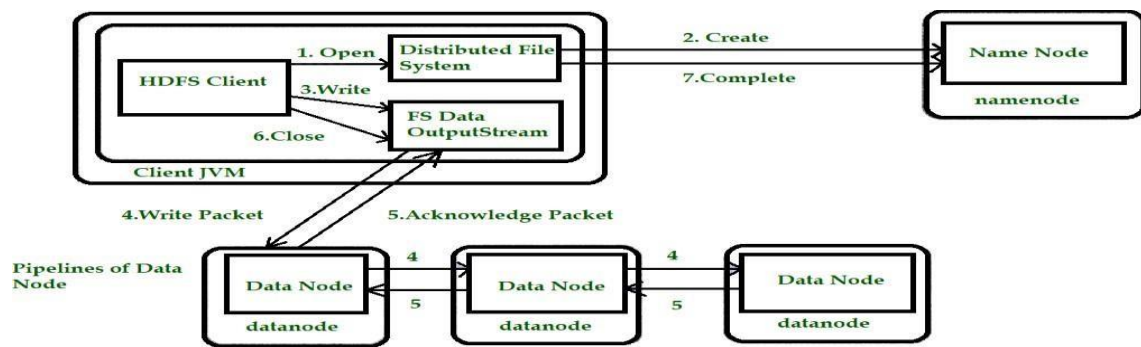 1. Open
Distributed File
System
2. Create
Name Node
HDFS Client
7.Complete
3.Write
namenode
FS Data
OutputStream
6.Close
Client JVM
4.Write Packet
5.Acknowledge Packet
Pipelines of Data
Node
4
4
Data Node
Data Node
Data Node
5
5
datanode
datanode
datanode